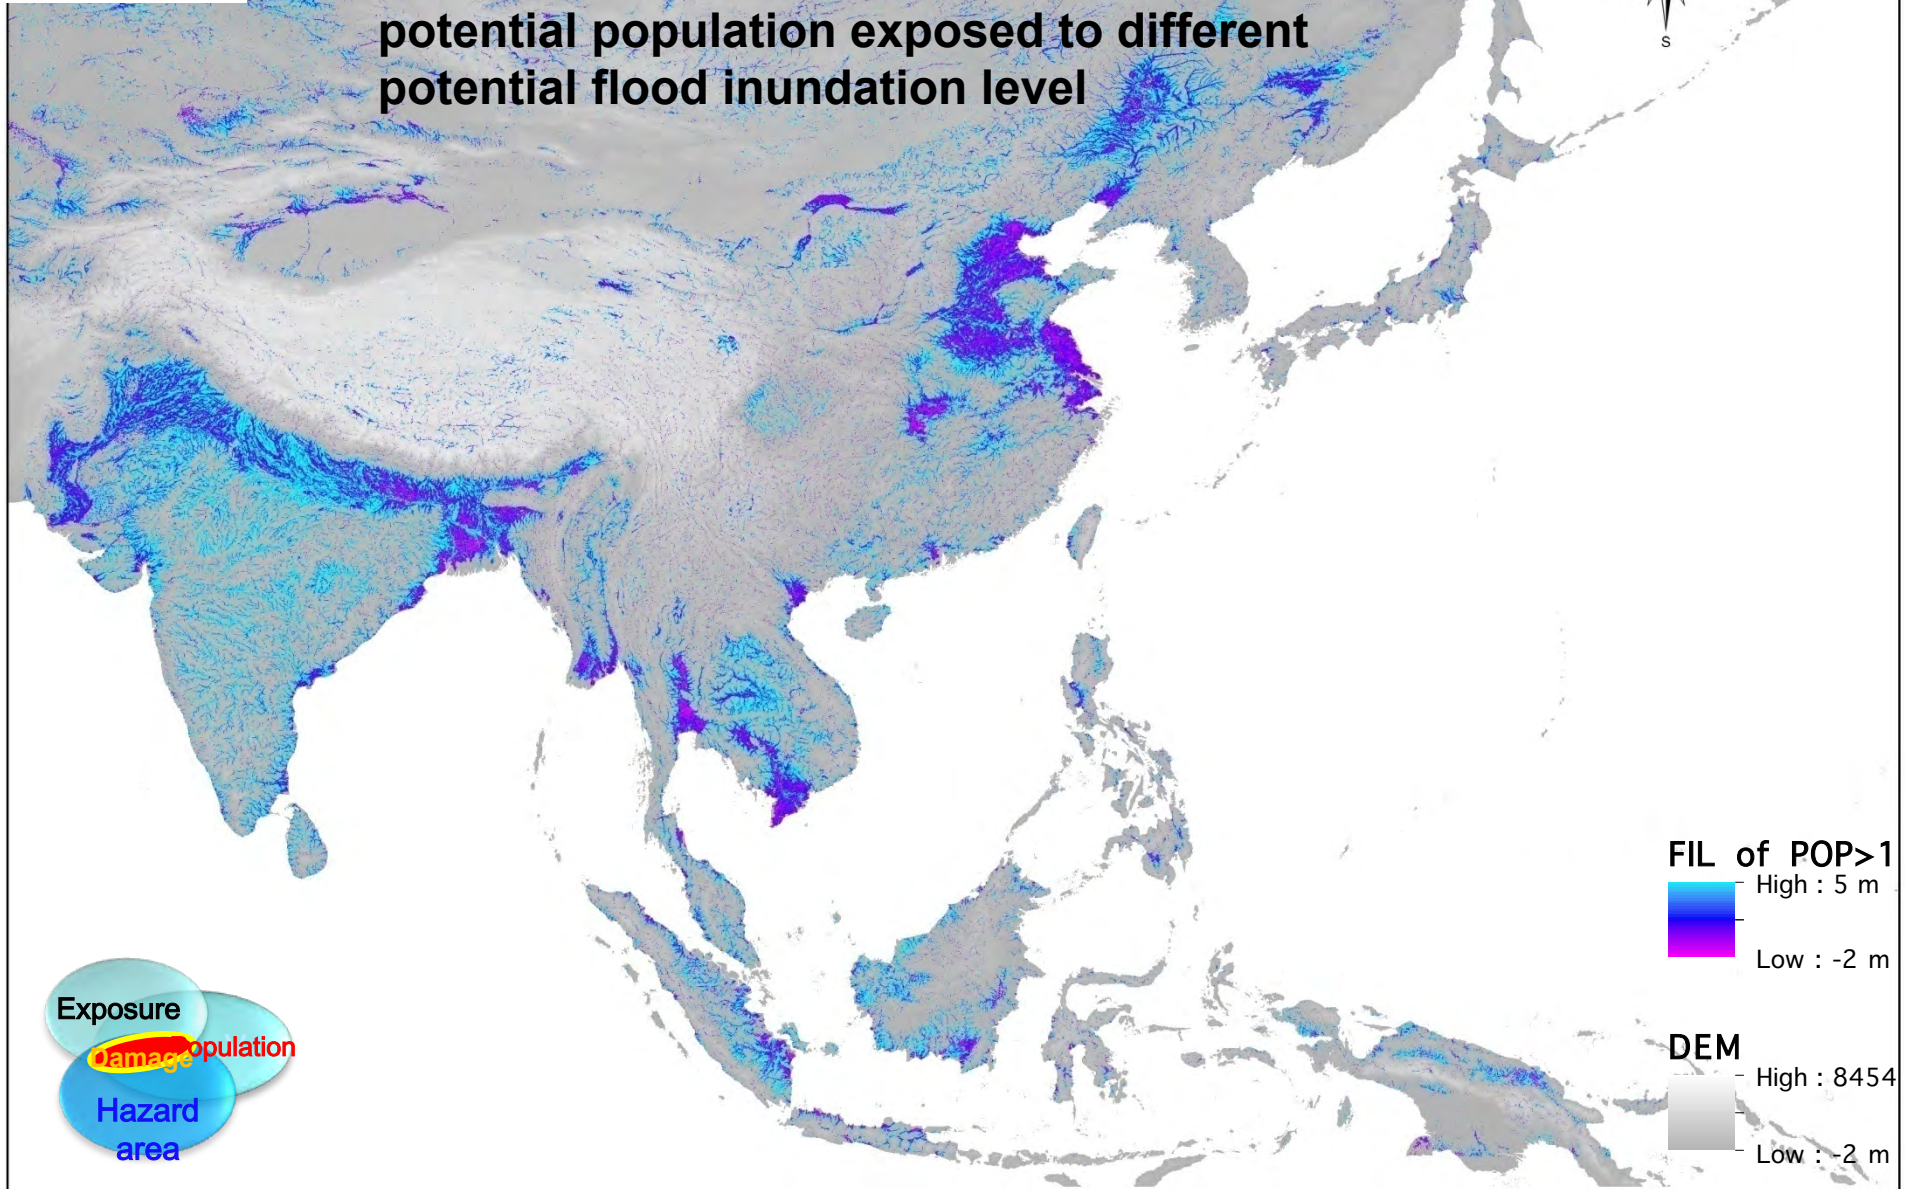 potential population exposed to different
potential flood inundation level
S
FIL of POP>1
High : 5 m
Low : -2 m
DEM
High : 8454
Low : -2 m
Exposure
Damage
opulation
Hazard
area